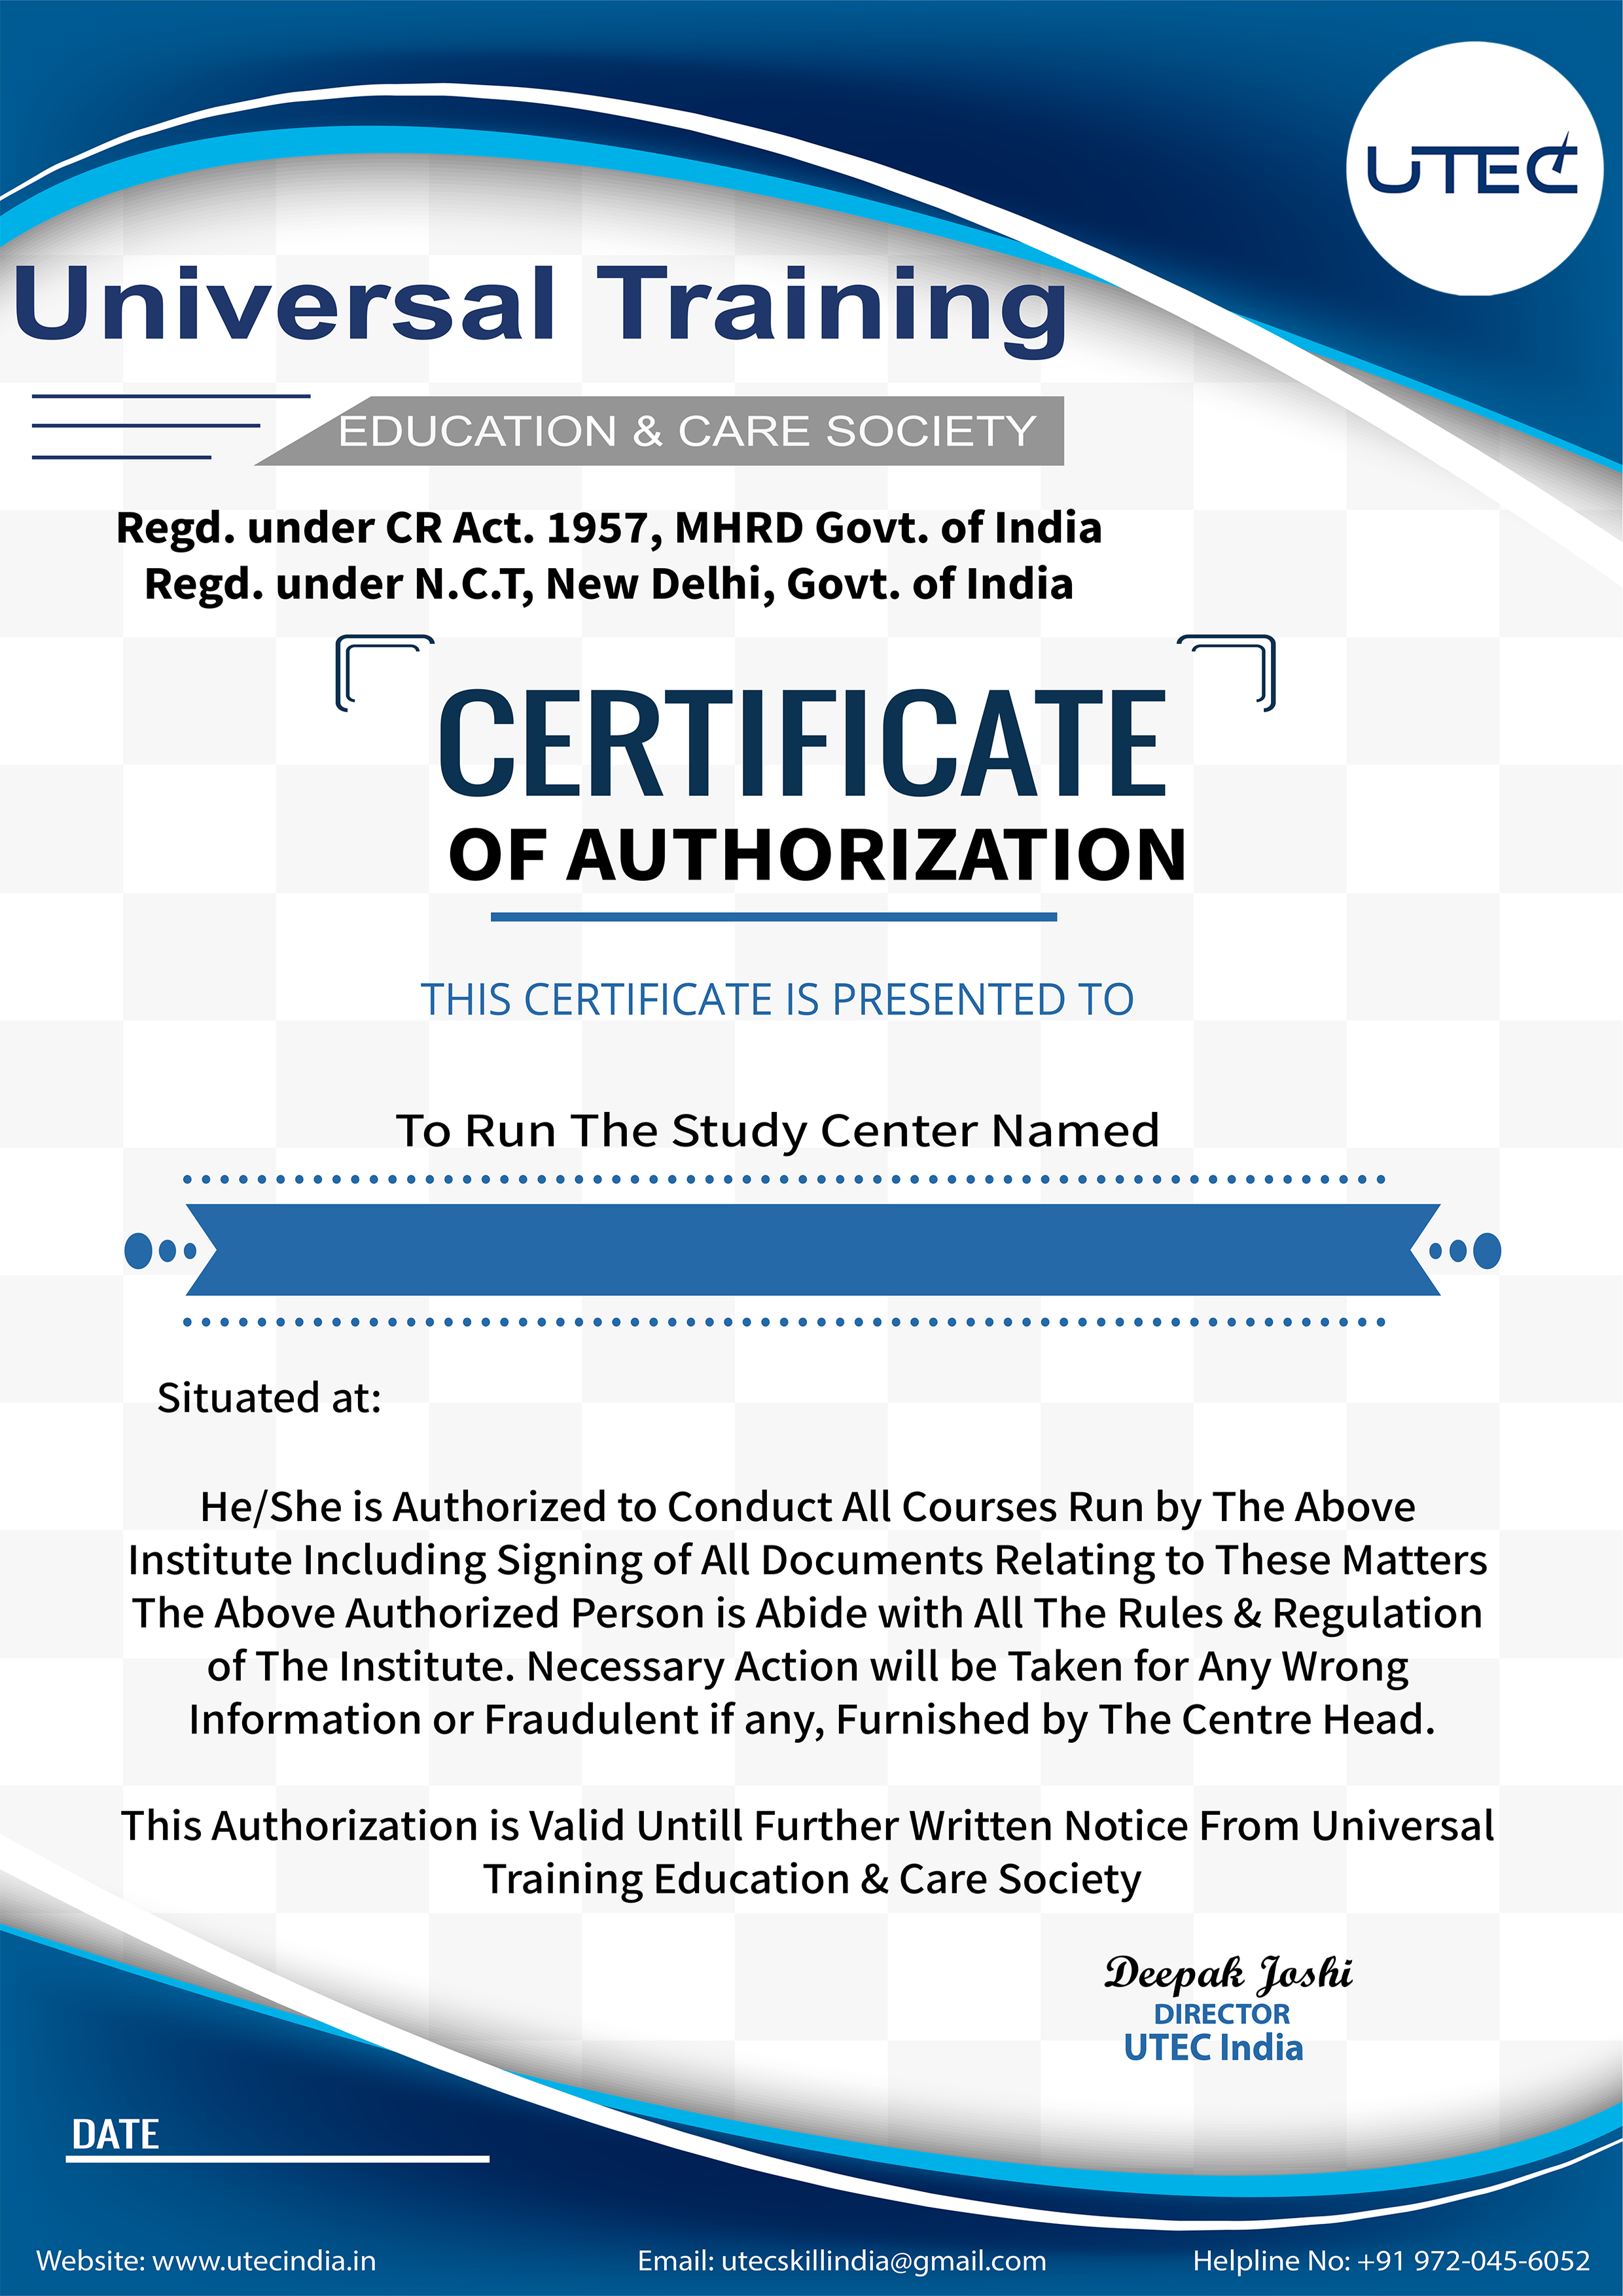 UTEC
Universal Training
EDUCATION & CARE SOCIETY
Regd. under CR Act. 1957, MHRD Govt. of India
Regd. under N.C.T, New Delhi, Govt. of India
CERTIFICATE
OF AUTHORIZATION
THIS CERTIFICATE IS PRESENTED TO
To Run The Study Center Named
Situated at:
He/She is Authorized to Conduct All Courses Run by The Above
Institute Including Signing of All Documents Relating to These Matters
The Above Authorized Person is Abide with All The Rules & Regulation
of The Institute. Necessary Action will be Taken for Any Wrong
Information or Fraudulent if any, Furnished by The Centre Head.
This Authorization is Valid Untill Further Written Notice From Universal
Training Education & Care Society
Deepak Joshi
DIRECTOR
UTEC India
DATE
Website: www.utecindia.in Email: utecskillindia@gmail.com Helpline No: +91 972-045-6052